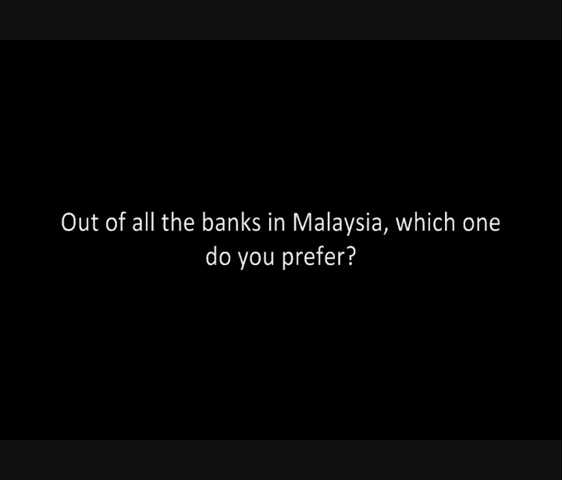 Out of all the banks in Malaysia, which one
do you prefer?